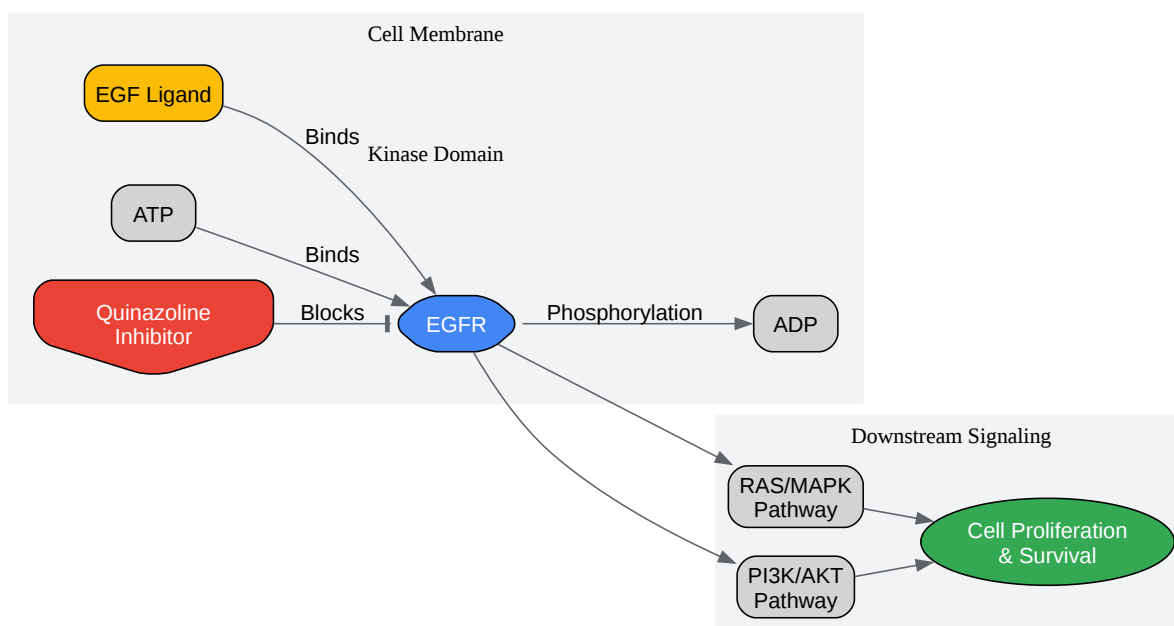 Cell Membrane
EGF Ligand
Binds
Kinase Domain
ATP
Binds
Quinazoline
Inhibitor
Blocks
EGFR
Phosphorylation
ADP
Downstream Signaling
RAS/MAPK
Pathway
Cell Proliferation
& Survival
PI3K/AKT
Pathway